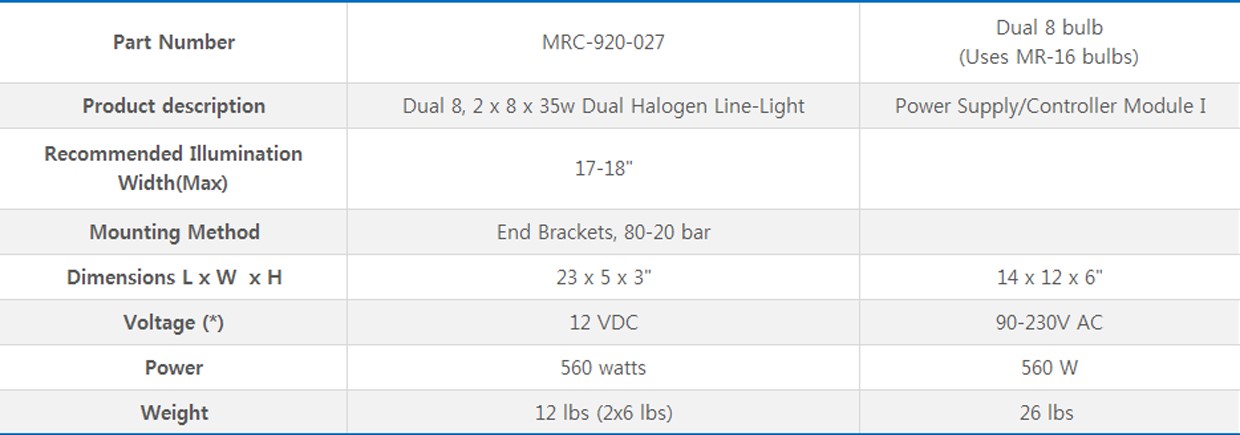 Part Number
MRC-920-027
Dual 8 bulb
(Uses MR-16 bulbs)
Product description
Dual 8, 2 x 8 x 35w Dual Halogen Line-Light
Power Supply/Controller Module I
Recommended Illumination
Width(Max)
17-18"
Mounting Method
End Brackets, 80-20 bar
Dimensions L x W  x H
23 x 5 x 3"
14 x 12 x 6"
Voltage (*)
12 VDC
90-230V AC
Power
560 watts
560 W
Weight
12 lbs (2x6 lbs)
26 lbs